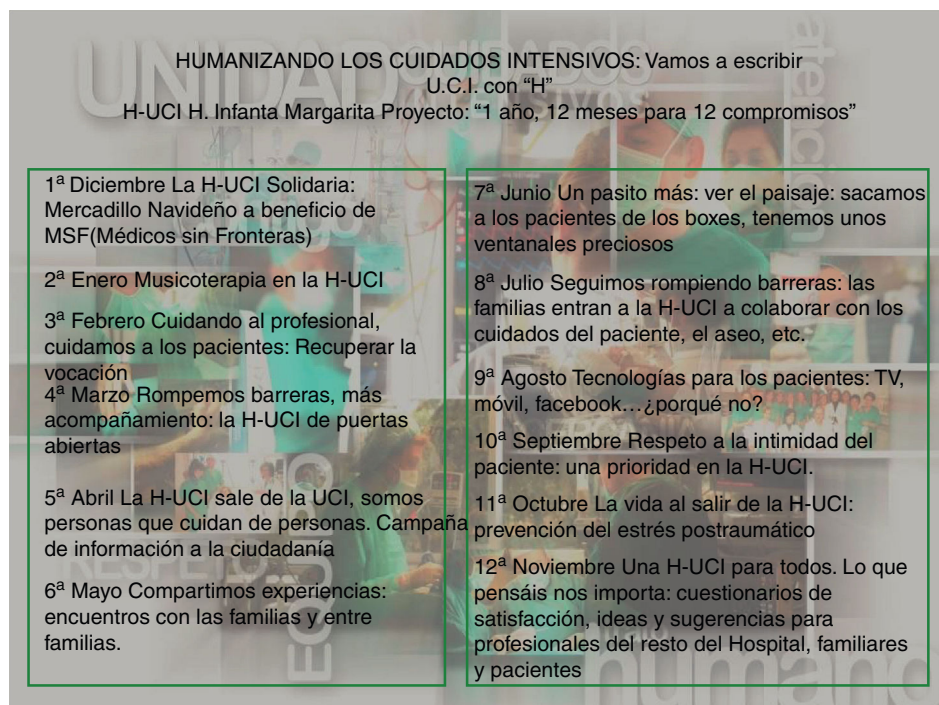 HUMANIZANDO LOS CUIDADOS INTENSIVOS: Vamos a escribir
U.C.I. con “H”
H-UCI H. Infanta Margarita Proyecto: “1 año, 12 meses para 12 compromisos”
1ª Diciembre La H-UCI Solidaria:
Mercadillo Navideño a beneficio de
MSF(Médicos sin Fronteras)
2ª Enero Musicoterapia en la H-UCI
3ª Febrero Cuidando al profesional,
cuidamos a los pacientes: Recuperar la
vocación
4ª Marzo Rompemos barreras, más
acompañamiento: la H-UCI de puertas
abiertas
5ª Abril La H-UCI sale de la UCI, somos
personas que cuidan de personas. Campaña
de información a la ciudadanía
6ª Mayo Compartimos experiencias:
encuentros con las familias y entre
familias.
7ª Junio Un pasito más: ver el paisaje: sacamos
a los pacientes de los boxes, tenemos unos
ventanales preciosos
8ª Julio Seguimos rompiendo barreras: las
familias entran a la H-UCI a colaborar con los
cuidados del paciente, el aseo, etc.
9ª Agosto Tecnologías para los pacientes: TV,
móvil, facebook…¿porqué no?
10ª Septiembre Respeto a la intimidad del
paciente: una prioridad en la H-UCI.
11ª Octubre La vida al salir de la H-UCI:
prevención del estrés postraumático
12ª Noviembre Una H-UCI para todos. Lo que
pensáis nos importa: cuestionarios de
satisfacción, ideas y sugerencias para
profesionales del resto del Hospital, familiares
y pacientes
UNIDAD
CUIDADOS
atención
RESPETO
EQUIPO
trato
humano